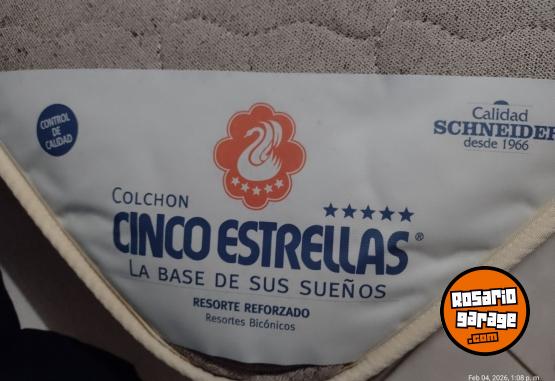 CONTROL
DE
CALIDAD
Calidad
SCHNEIDER
desde 1966
COLCHON
CINCO ESTRELLAS®
LA BASE DE SUS SUEÑOS
RESORTE REFORZADO
Resortes Bicónicos
ROSARIO
garage
.com
Feb 04, 2026, 1:08 p. m